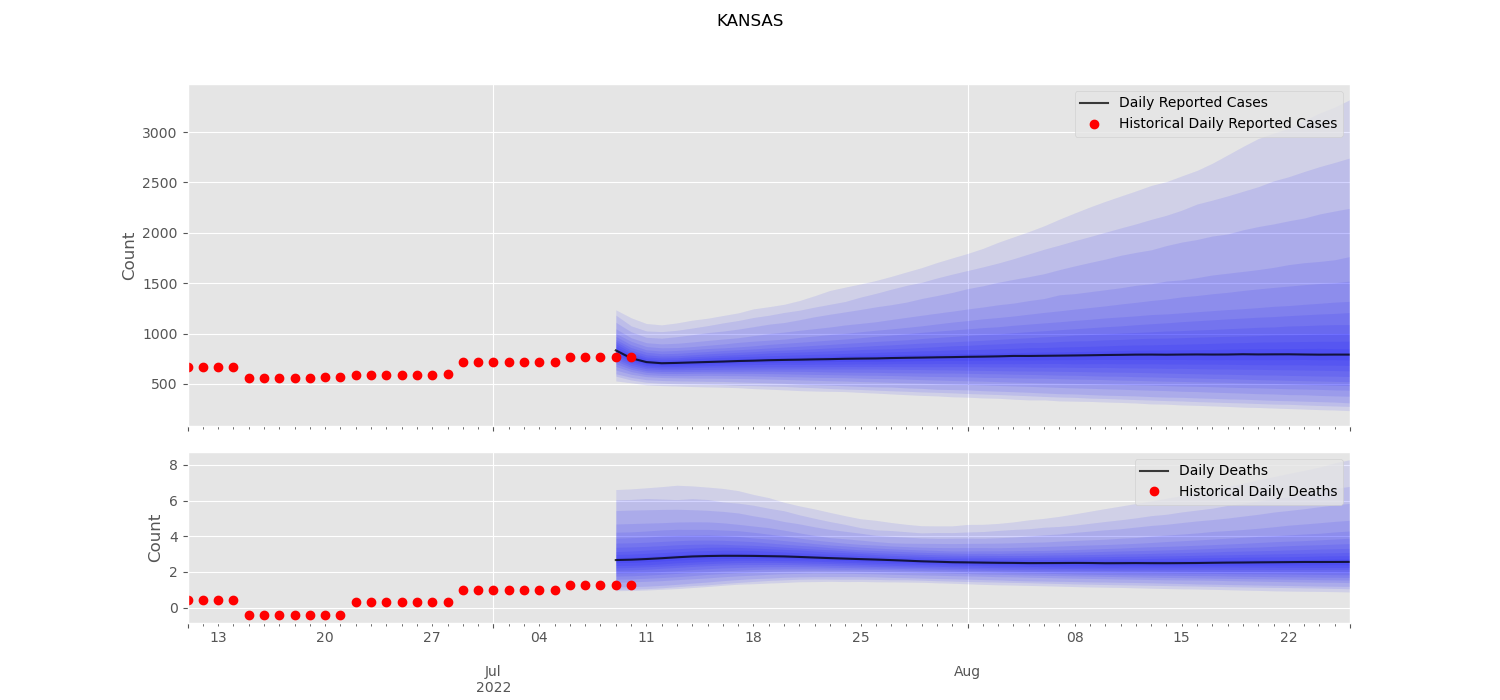 KANSAS
Daily Reported Cases
Historical Daily Reported Cases
3000
2500
2000
1500
1000
500
Count
Daily Deaths
Historical Daily Deaths
8
6
4
2
0
Count
13 20 27 04 11 18 25 08 15 22
Jul Aug
2022